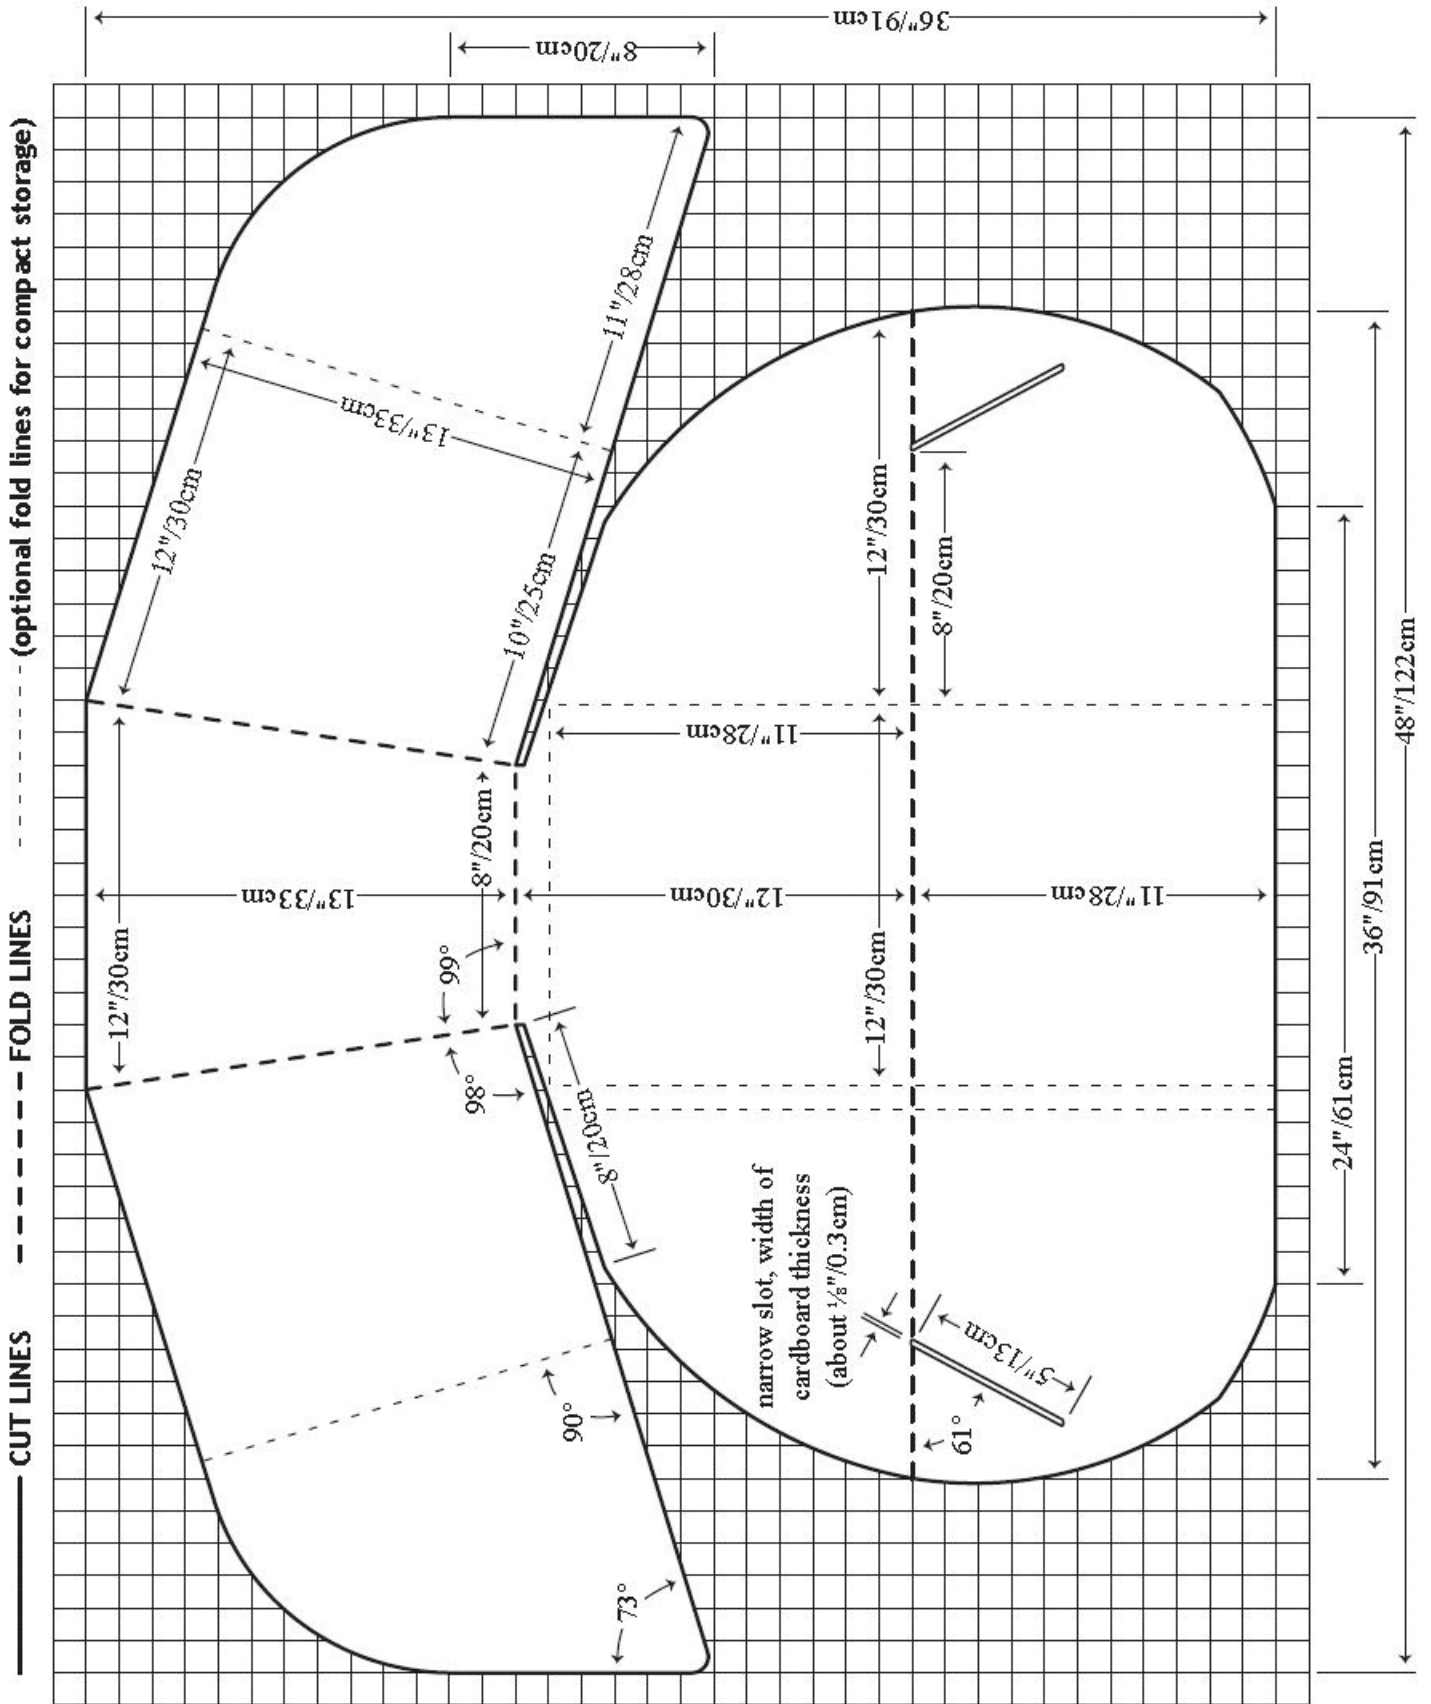 CUT LINES
FOLD LINES
(optional fold lines for compact storage)
36"/91cm
8"/20cm
12"/30cm
13"/33cm
11"/28cm
10"/25cm
12"/30cm
13"/33cm
8"/20cm
99°
98°
8"/20cm
90°
73°
12"/30cm
8"/20cm
11"/28cm
12"/30cm
12"/30cm
11"/28cm
narrow slot, width of
cardboard thickness
(about 1/8"/0.3cm)
5"/13cm
61°
24"/61cm
36"/91cm
48"/122cm